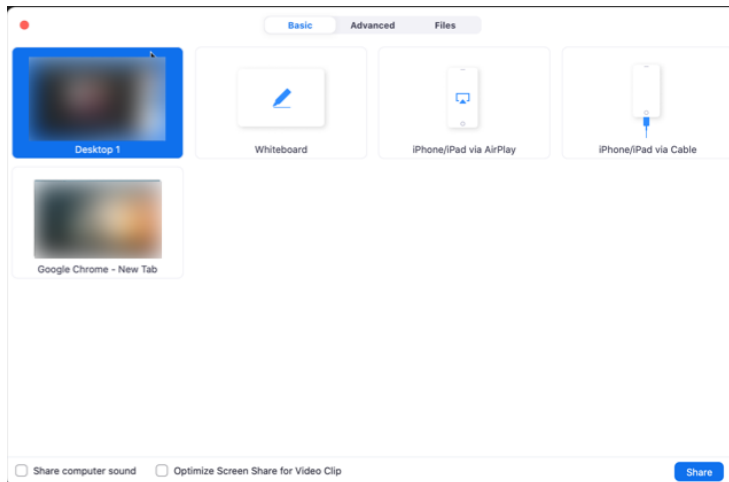 Basic Advanced Files
Desktop 1 Whiteboard iPhone/iPad via AirPlay iPhone/iPad via Cable
Google Chrome - New Tab
Share computer sound Optimize Screen Share for Video Clip Share